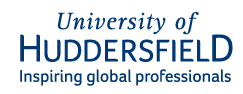 University of
HUDDERSFIELD
Inspiring global professionals